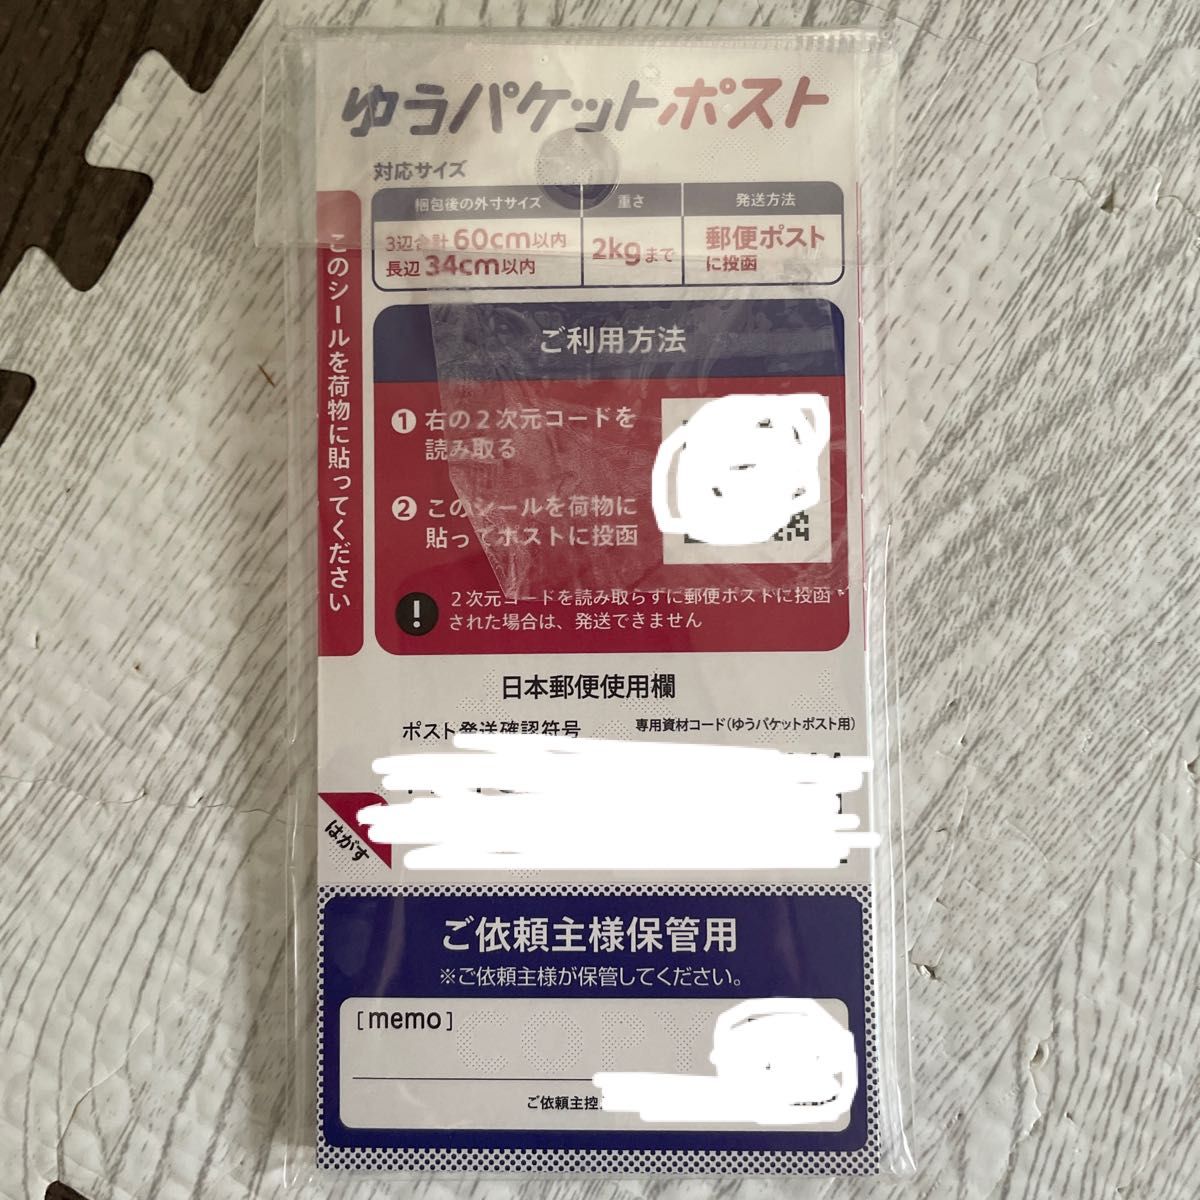 ゆうパケットポスト
対応サイズ
梱包後の外寸サイズ
重さ
発送方法
3辺合計60cm以内
長辺34cm以内
2kgまで
郵便ポスト
に投函
このシールを荷物に貼ってください
ご利用方法
❶右の2次元コードを
読み取る
❷このシールを荷物に
貼ってポストに投函
!
2次元コードを読み取らずに郵便ポストに投函
された場合は、発送できません
日本郵便使用欄
ポスト発送確認符号
専用資材コード(ゆうパケットポスト用)
はがす
ご依頼主様保管用
※ご依頼主様が保管してください。
[memo]
COPY
ご依頼主控